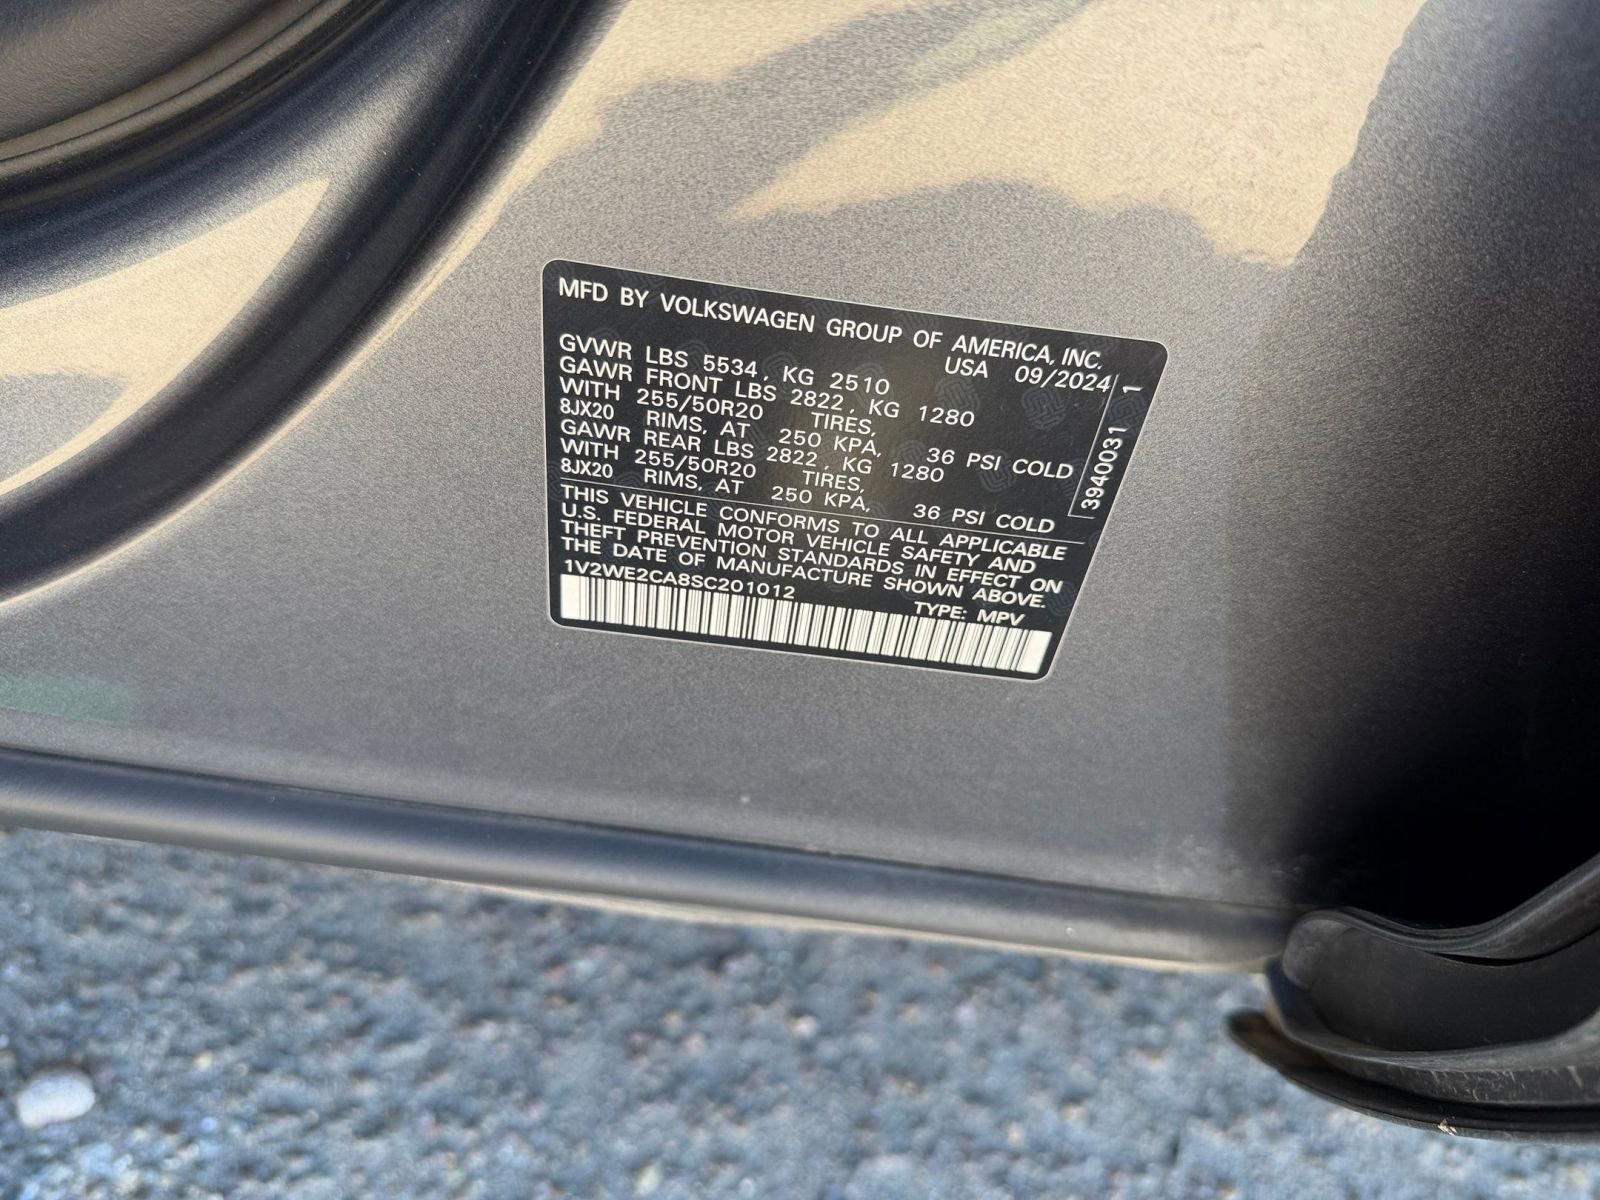 MFD BY VOLKSWAGEN GROUP OF AMERICA, INC.
USA 09/2024
GVWR LBS 5534, KG 2510
GAWR FRONT LBS 2822, KG 1280
WITH 255/50R20 TIRES,
8JX20 RIMS, AT 250 KPA, 36 PSI COLD
GAWR REAR LBS 2822, KG 1280
WITH 255/50R20 TIRES,
8JX20 RIMS, AT 250 KPA, 36 PSI COLD
THIS VEHICLE CONFORMS TO ALL APPLICABLE
U.S. FEDERAL MOTOR VEHICLE SAFETY AND
THEFT PREVENTION STANDARDS IN EFFECT ON
THE DATE OF MANUFACTURE SHOWN ABOVE.
1V2WE2CA8SC201012 TYPE: MPV
3940031 1